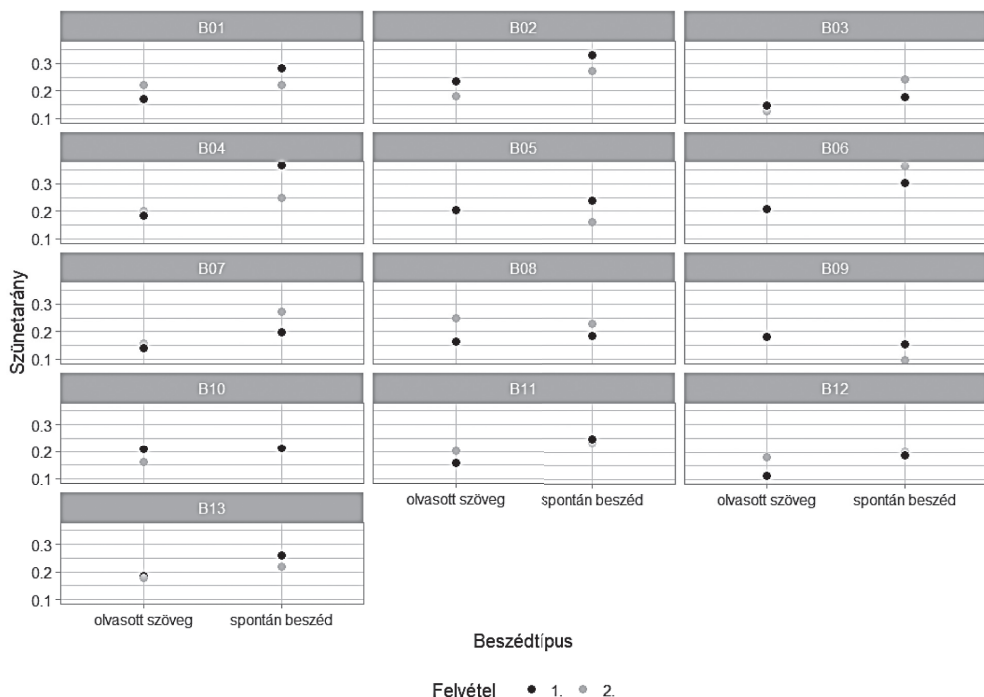 B01 B02 B03
0.3
0.2
0.1
B04 B05 B06
0.3
0.2
0.1
B07 B08 B09
0.3
0.2
0.1
B10 B11 B12
0.3
0.2
0.1
olvasott szöveg spontán beszéd olvasott szöveg spontán beszéd
B13
0.3
0.2
0.1
olvasott szöveg spontán beszéd
Szünetarány
Beszédtípus
Felvétel 1. 2.